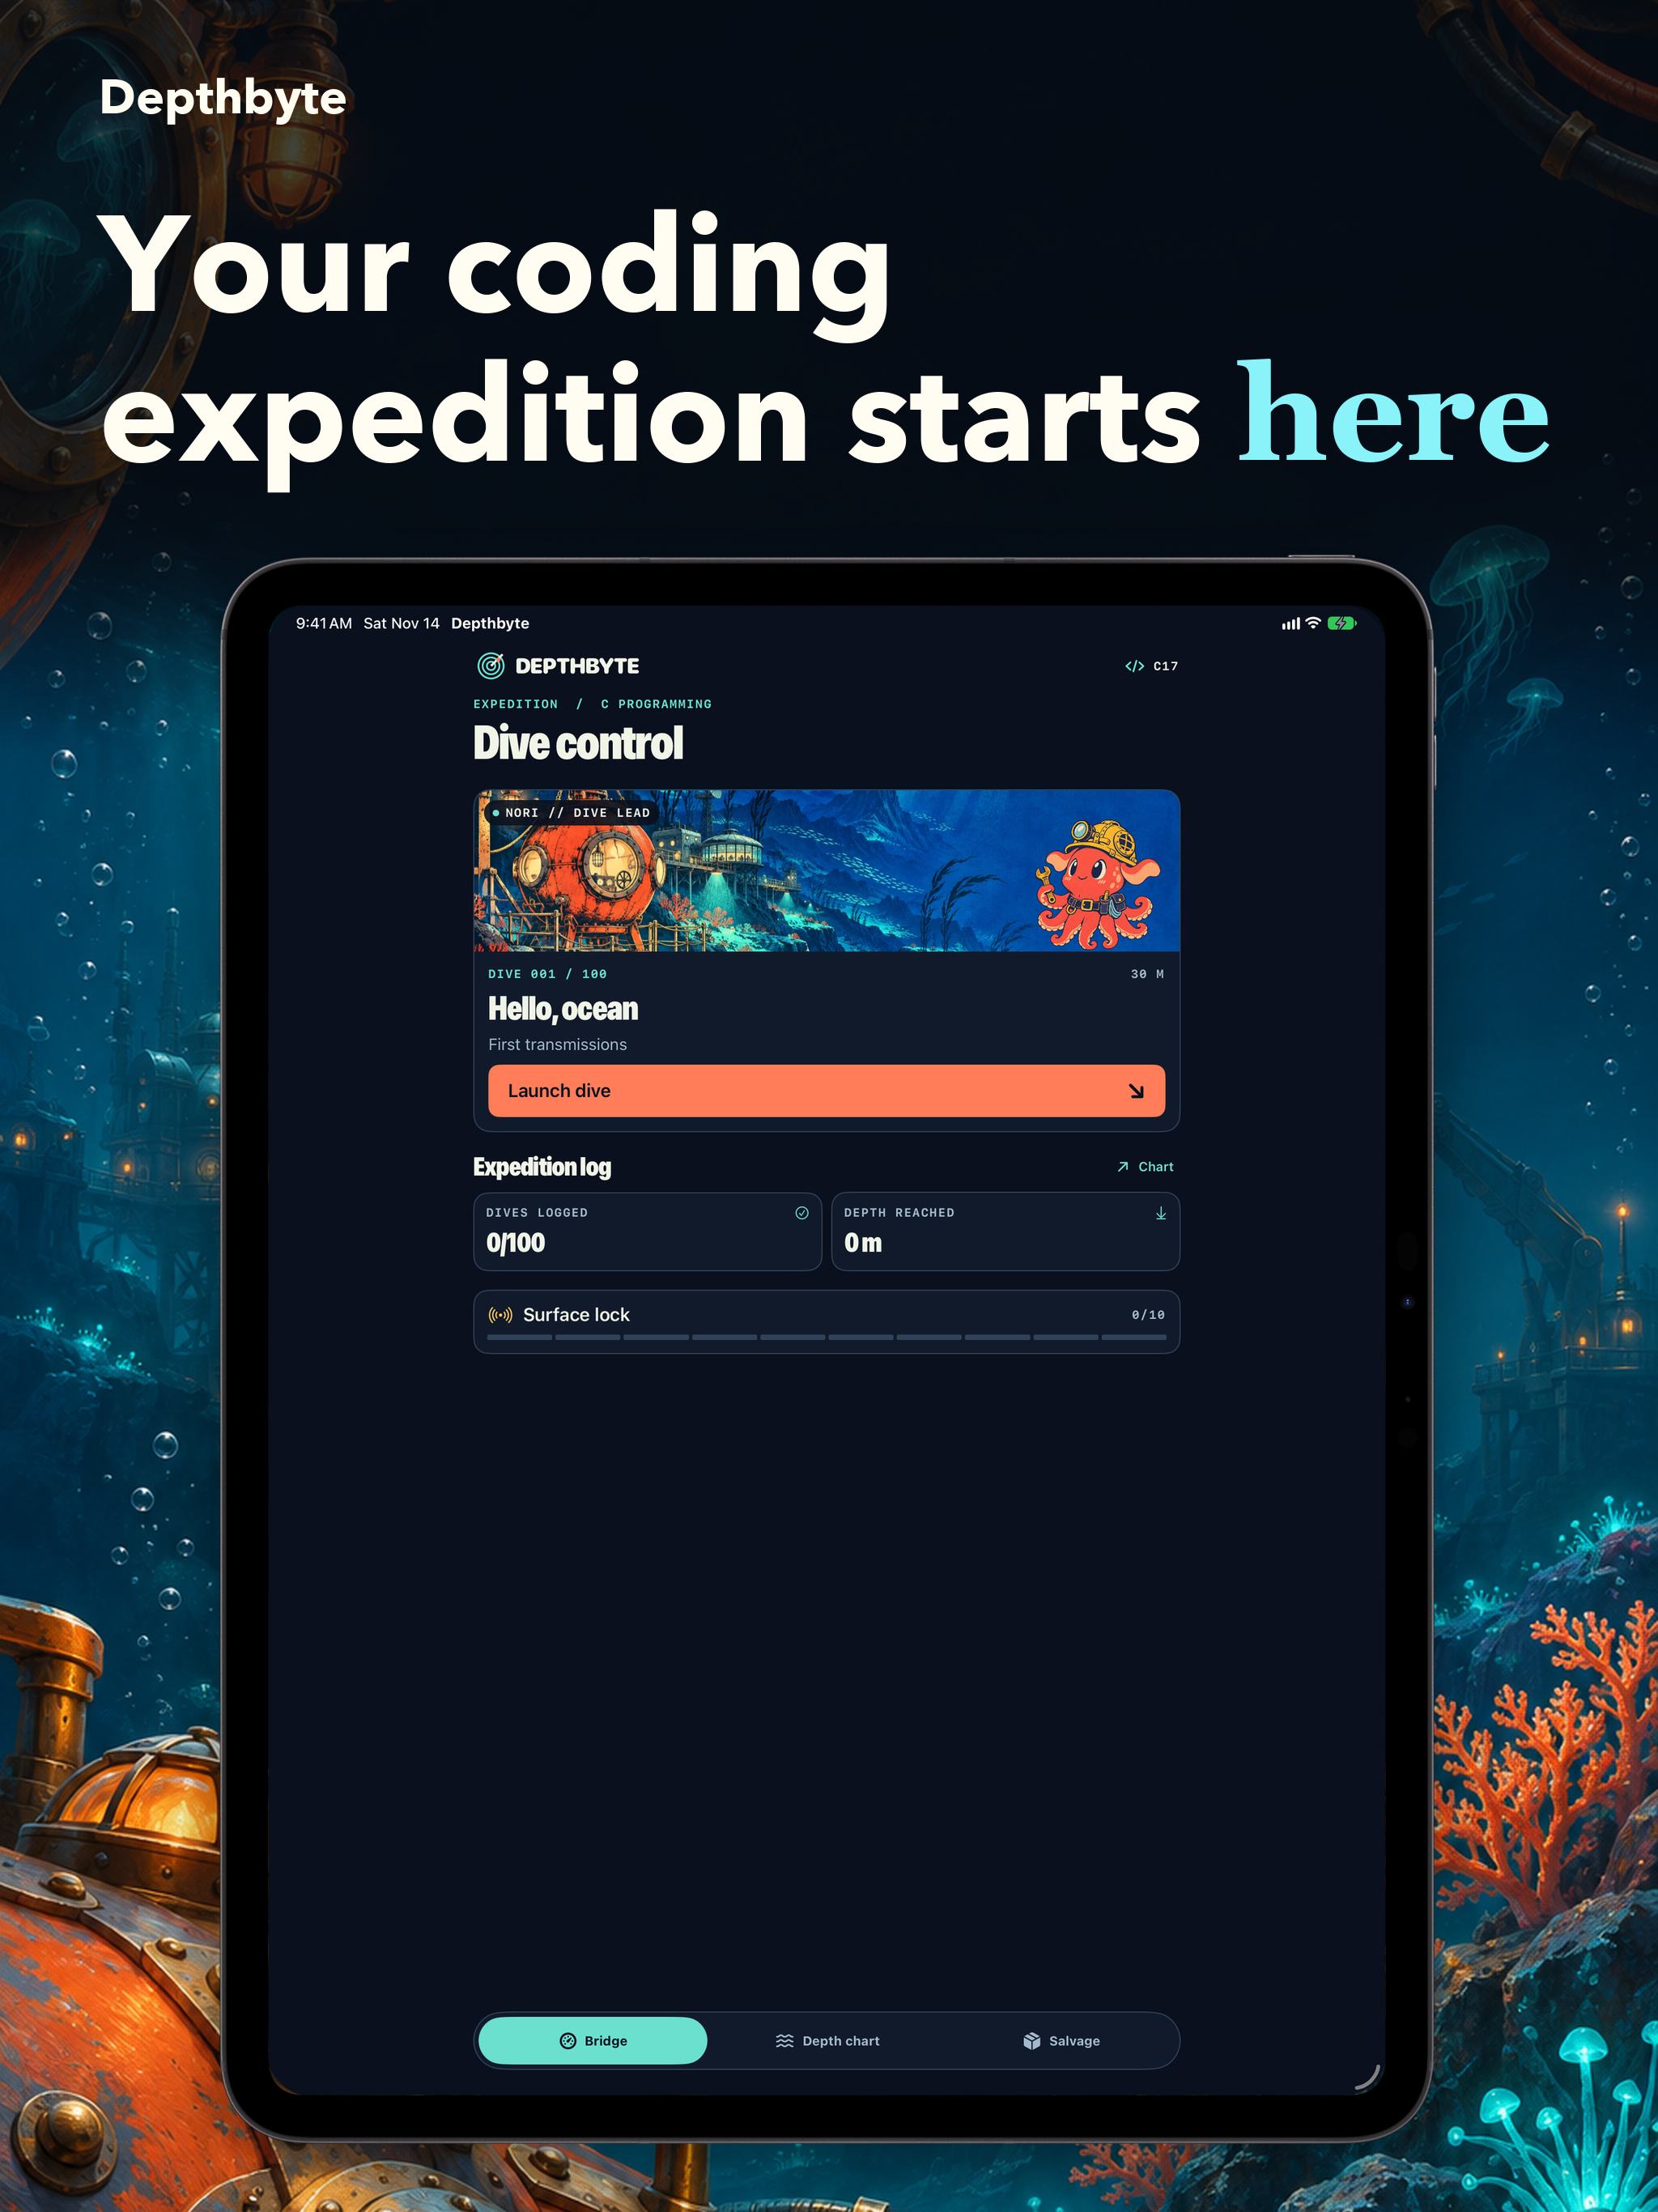 Depthbyte
Your coding
expedition starts here
9:41 AM Sat Nov 14 Depthbyte
DEPTHBYTE
</> C17
EXPEDITION / C PROGRAMMING
Dive control
NORI // DIVE LEAD
DIVE 001 / 100
30 M
Hello, ocean
First transmissions
Launch dive
Expedition log
Chart
DIVES LOGGED
0/100
DEPTH REACHED
0 m
Surface lock
0/10
Bridge
Depth chart
Salvage